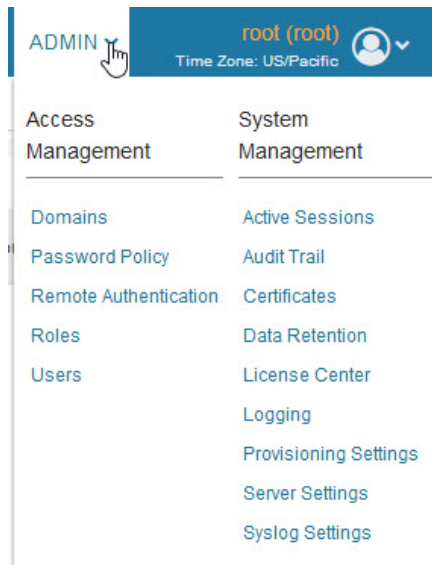 ADMIN
root (root)
Time Zone: US/Pacific
Access
Management
Domains
Password Policy
Remote Authentication
Roles
Users
System
Management
Active Sessions
Audit Trail
Certificates
Data Retention
License Center
Logging
Provisioning Settings
Server Settings
Syslog Settings